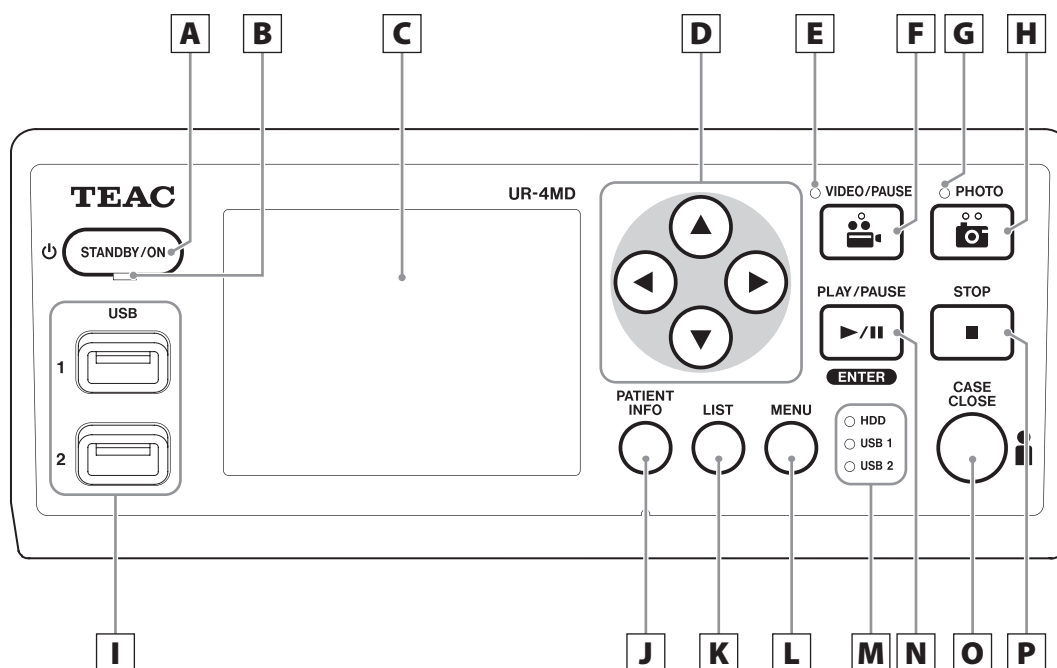 A B C D E F G H
TEAC
UR-4MD
VIDEO/PAUSE
PHOTO
STANDBY/ON
USB
1
2
PLAY/PAUSE
STOP
ENTER
PATIENT
INFO
LIST
MENU
CASE
CLOSE
HDD
USB 1
USB 2
I J K L M N O P